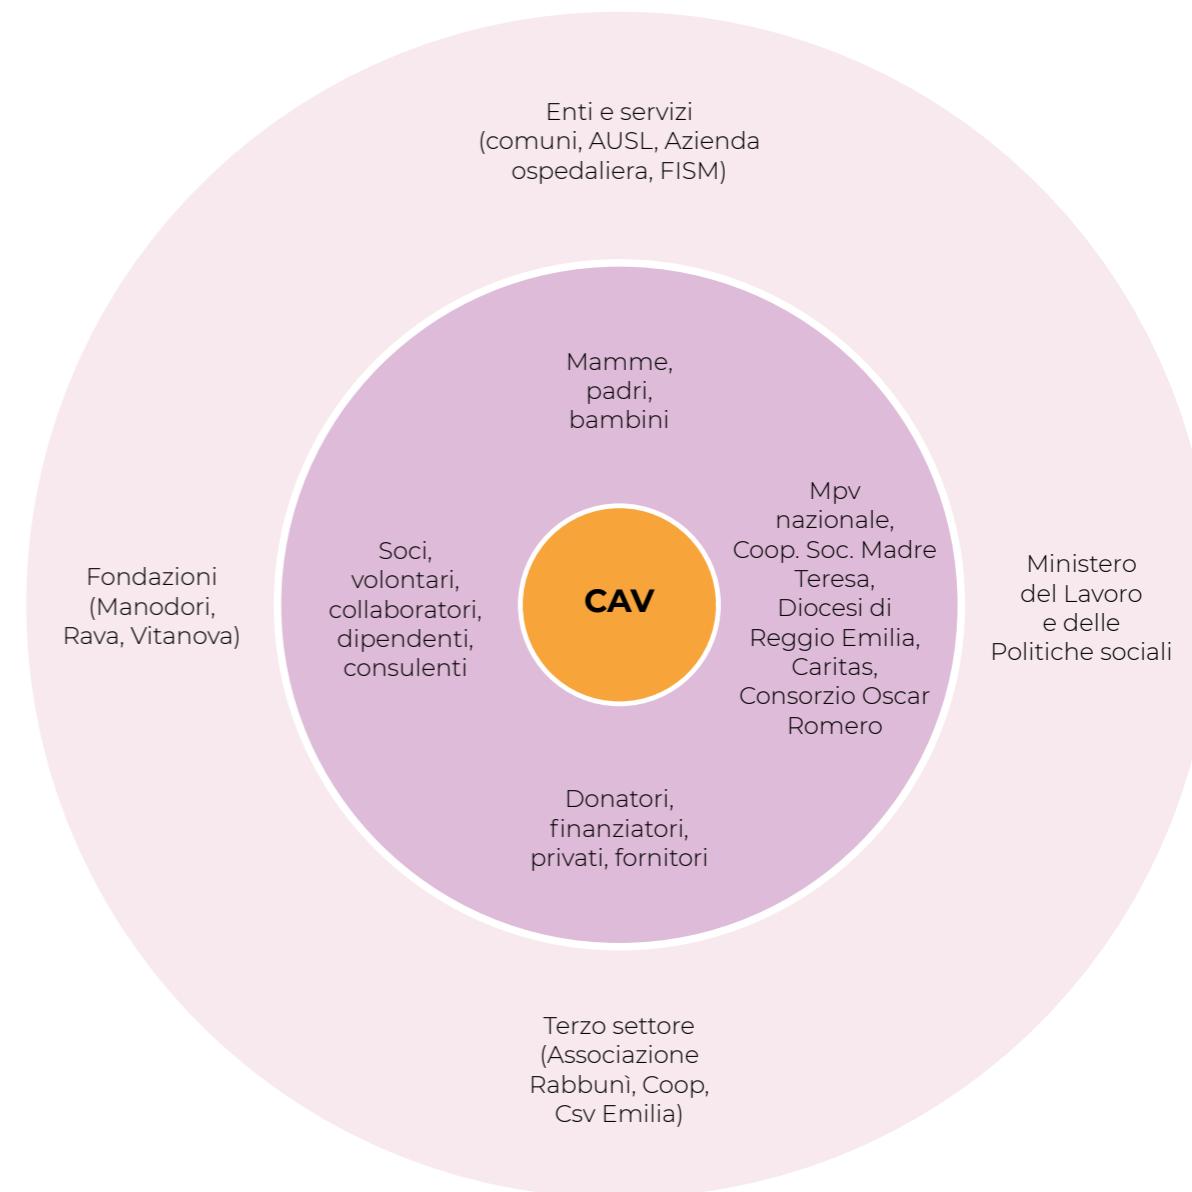 Enti e servizi
(comuni, AUSL, Azienda
ospedaliera, FISM)
Mamme,
padri,
bambini
Soci,
volontari,
collaboratori,
dipendenti,
consulenti
CAV
Mpv
nazionale,
Coop. Soc. Madre
Teresa,
Diocesi di
Reggio Emilia,
Caritas,
Consorzio Oscar
Romero
Donatori,
finanziatori,
privati, fornitori
Fondazioni
(Manodori,
Rava, Vitanova)
Ministero
del Lavoro
e delle
Politiche sociali
Terzo settore
(Associazione
Rabbunì, Coop,
Csv Emilia)